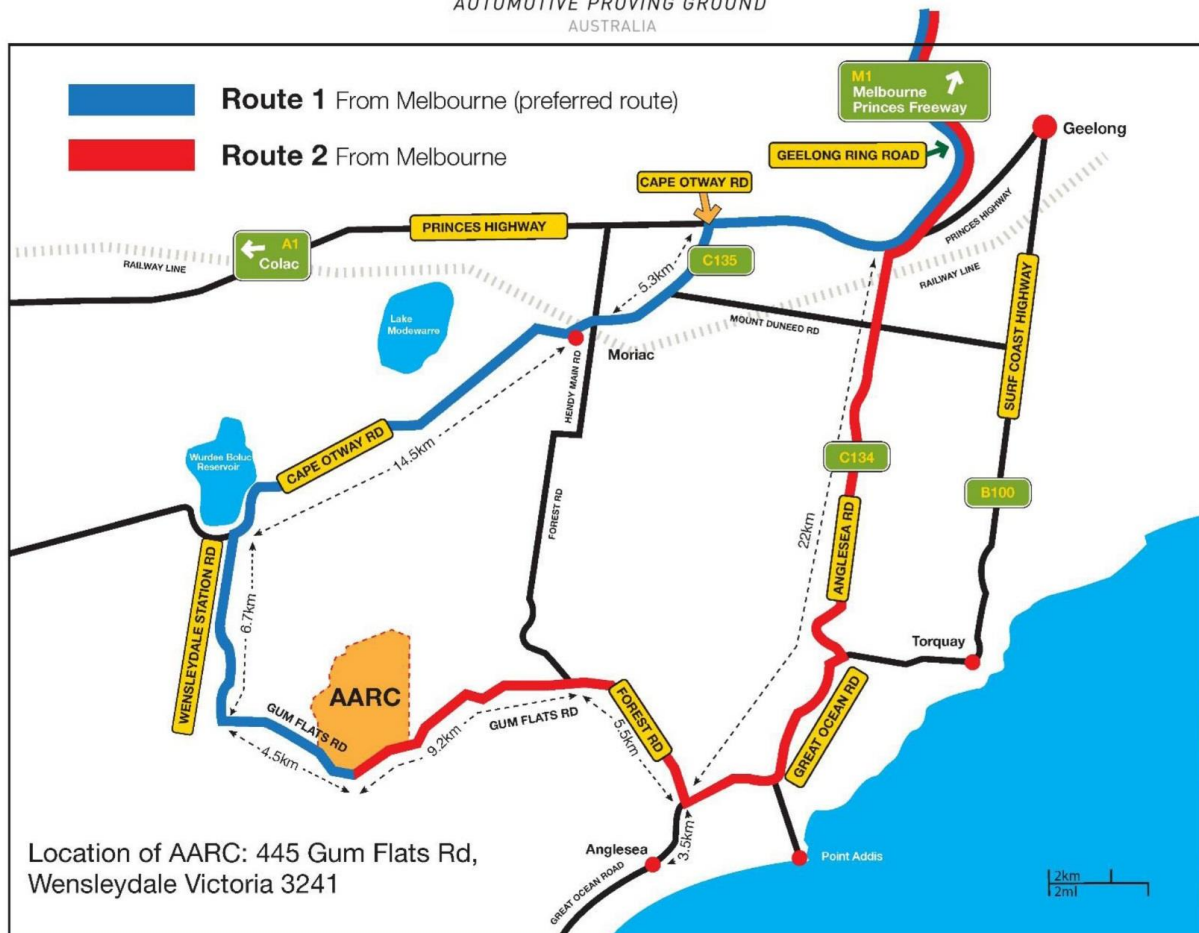 AUTOMOTIVE PROVING GROUND
AUSTRALIA
Route 1 From Melbourne (preferred route)
Route 2 From Melbourne
M1
Melbourne
Princes Freeway
Geelong
GEELONG RING ROAD
CAPE OTWAY RD
PRINCES HIGHWAY
PRINCES HIGHWAY
A1
Colac
RAILWAY LINE
C135
RAILWAY LINE
5.3km
Lake
Modewarre
MOUNT DUNEED RD
Moriac
SURF COAST HIGHWAY
HENDY MAIN RD
CAPE OTWAY RD
14.5km
Wurdee Boluc
Reservoir
C134
B100
FOREST RD
22km
ANGLESEA RD
WENSLEYDALE STATION RD
6.7km
Torquay
AARC
GUM FLATS RD
GUM FLATS RD
FOREST RD
GREAT OCEAN RD
4.5km
9.2km
5.5km
3.5km
Location of AARC: 445 Gum Flats Rd,
Wensleydale Victoria 3241
Anglesea
Point Addis
GREAT OCEAN ROAD
2km
2ml